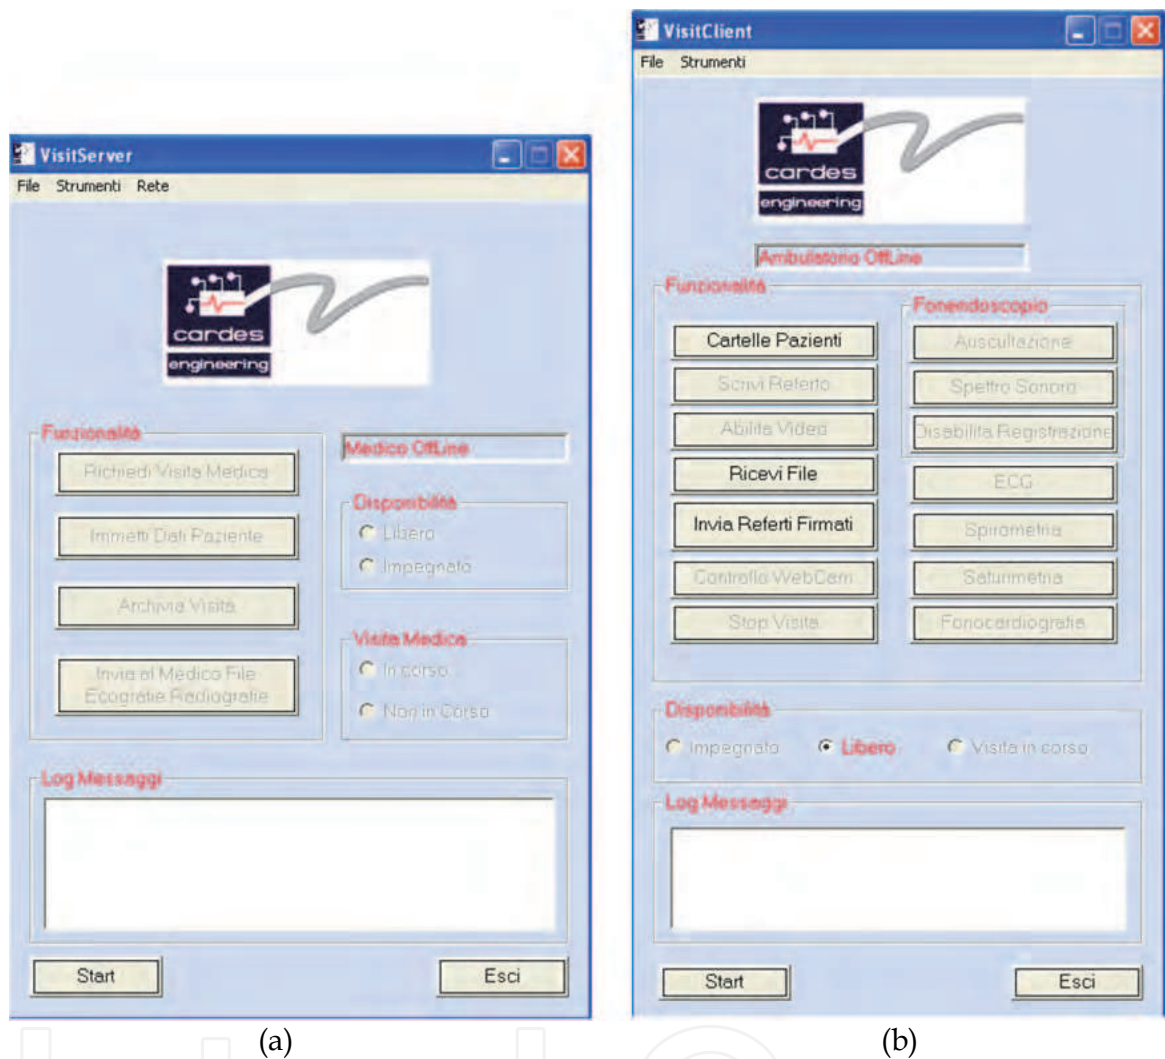 VisitServer
File Strumenti Rete
cardes
engineering
Funzionalità
Richiedi Visita Medica
Immetti Dati Paziente
Archivia Visita
Invia al Medico File
Ecografie Radiografie
Medico OffLine
Disponibilità
Libero
Impegnato
Visita Medica
In corso
Non in Corso
Log Messaggi
Start
Esci
(a)
VisitClient
File Strumenti
cardes
engineering
Ambulatorio OffLine
Funzionalità
Cartelle Pazienti
Scrivi Referto
Abilita Video
Ricevi File
Invia Referti Firmati
Controllo WebCam
Stop Visita
Fonendoscopio
Auscultazione
Spettro Sonoro
Disabilita Registrazione
ECG
Spirometria
Saturimetria
Fonocardiografia
Disponibilità
Impegnato Libero Visita in corso
Log Messaggi
Start
Esci
(b)